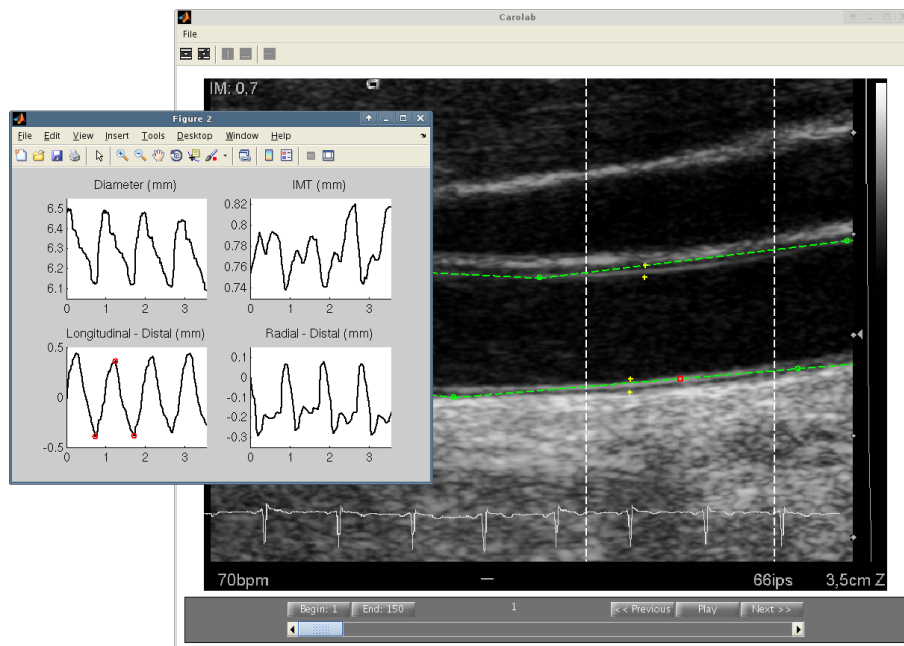 Carolab
File
IM: 0,7
Figure 2
File Edit View Insert Tools Desktop Window Help
Diameter (mm)
6.5
6.4
6.3
6.2
6.1
0 1 2 3
IMT (mm)
0.82
0.8
0.78
0.76
0.74
0 1 2 3
Longitudinal - Distal (mm)
0.5
0
-0.5
0 1 2 3
Radial - Distal (mm)
0.1
0
-0.1
-0.2
-0.3
0 1 2 3
70bpm 66ips 3,5cm Z
Begin: 1 End: 150 1 << Previous Play Next >>